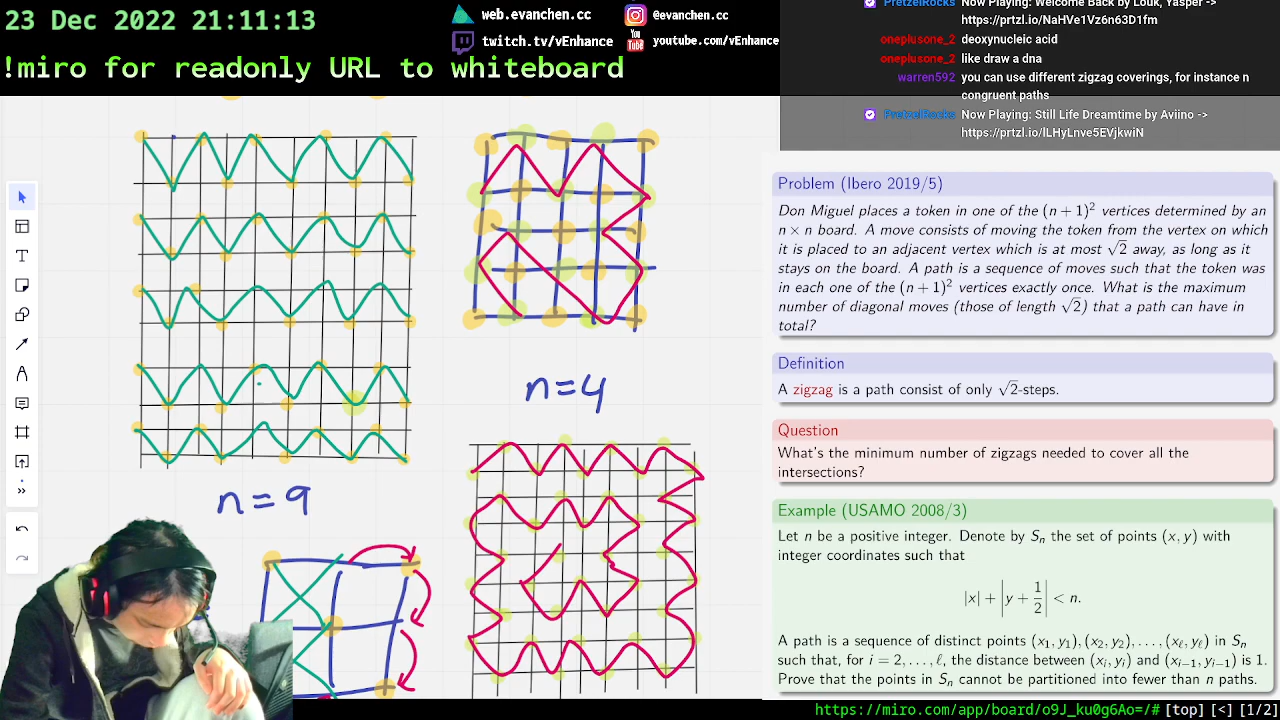 23 Dec 2022 21:11:13
!miro for readonly URL to whiteboard
web.evanchen.cc
@evanchen.cc
twitch.tv/vEnhance
youtube.com/vEnhance
PretzelRocks Now Playing: Welcome Back by Louk, Yasper ->
oneplusone_2 deoxynucleic acid
oneplusone_2 like draw a dna
warren592 you can use different zigzag coverings, for instance n
congruent paths
PretzelRocks Now Playing: Still Life Dreamtime by Aviino ->
https://prtzl.io/lLHyLnve5EVjkwiN
n=9
n=4
Problem (Ibero 2019/5)
Don Miguel places a token in one of the (n + 1)² vertices determined by an
n × n board. A move consists of moving the token from the vertex on which
it is placed to an adjacent vertex which is at most √2 away, as long as it
stays on the board. A path is a sequence of moves such that the token was
in each one of the (n + 1)² vertices exactly once. What is the maximum
number of diagonal moves (those of length √2) that a path can have in
total?
Definition
A zigzag is a path consist of only √2-steps.
Question
What's the minimum number of zigzags needed to cover all the
intersections?
Example (USAMO 2008/3)
Let n be a positive integer. Denote by Sₙ the set of points (x, y) with
integer coordinates such that
|x| + |y + 1/2| < n.
A path is a sequence of distinct points (x₁, y₁), (x₂, y₂), . . . , (xℓ, yℓ) in Sₙ
such that, for i = 2, . . . , ℓ, the distance between (xᵢ, yᵢ) and (xᵢ₋₁, yᵢ₋₁) is 1.
Prove that the points in Sₙ cannot be partitioned into fewer than n paths.
https://miro.com/app/board/o9J_ku0g6Ao=/# [top] [<] [1/2]